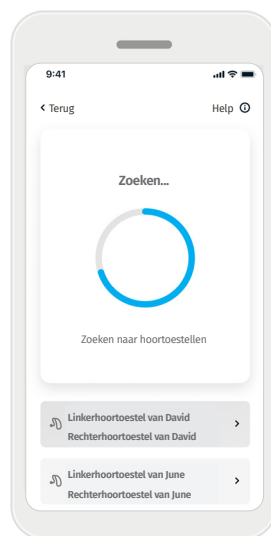 9:41
Terug
Help
Zoeken...
Zoeken naar hoortoestellen
Linkerhoortoestel van David
Rechterhoortoestel van David
Linkerhoortoestel van June
Rechterhoortoestel van June